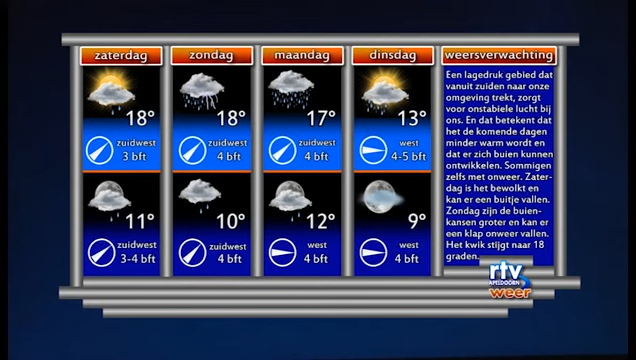 zaterdag
18°
zuidwest
3 bft
11°
zuidwest
3-4 bft
zondag
18°
zuidwest
4 bft
10°
zuidwest
4 bft
maandag
17°
zuidwest
4 bft
12°
west
4 bft
dinsdag
13°
west
4-5 bft
9°
west
4 bft
weersverwachting
Een lagedruk gebied dat
vanuit zuiden naar onze
omgeving trekt, zorgt
voor onstabiele lucht bij
ons. En dat betekent dat
het de komende dagen
minder warm wordt en
dat er zich buien kunnen
ontwikkelen. Sommigen
zelfs met onweer. Zater-
dag is het bewolkt en
kan er een buitje vallen.
Zondag zijn de buien-
kansen groter en kan er
een klap onweer vallen.
Het kwik stijgt naar 18
graden.
rtv
APELDOORN
weer